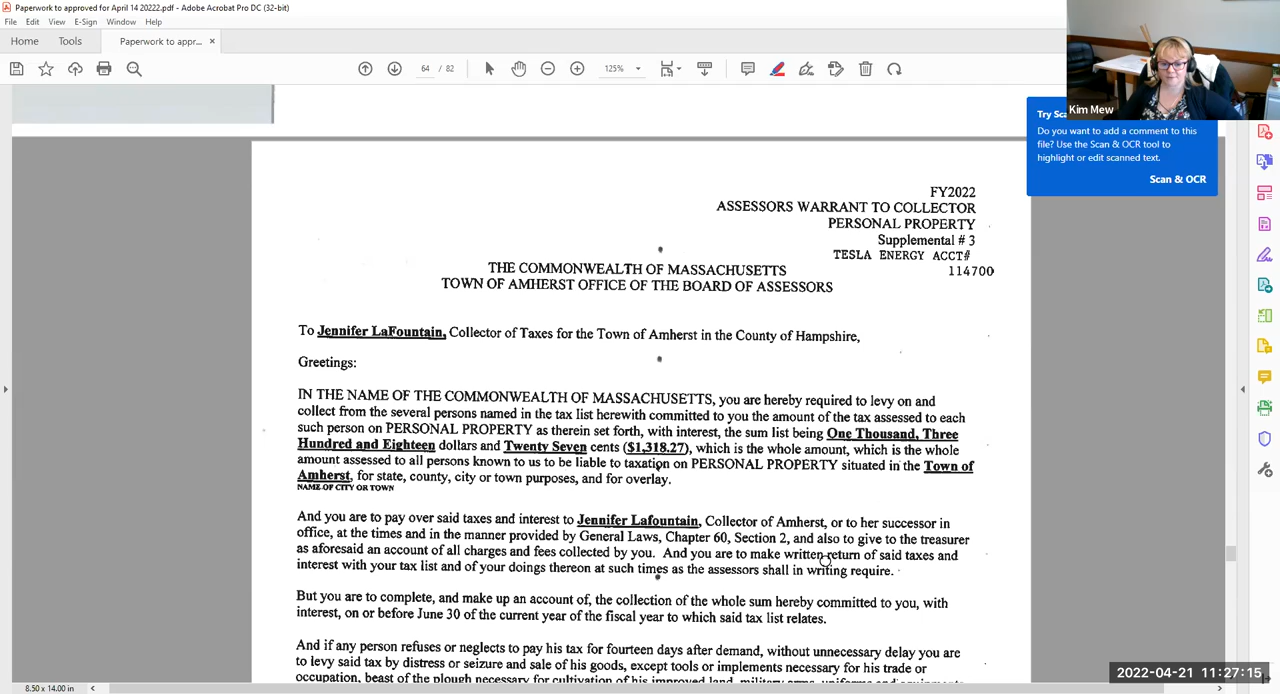 Paperwork to approved for April 14 20222.pdf - Adobe Acrobat Pro DC (32-bit)
File Edit View E-Sign Window Help
Home Tools Paperwork to appr... ×
64 / 82 125%
Kim Mew
Try Sca
Do you want to add a comment to this
file? Use the Scan & OCR tool to
highlight or edit scanned text.
Scan & OCR
FY2022
ASSESSORS WARRANT TO COLLECTOR
PERSONAL PROPERTY
Supplemental # 3
TESLA ENERGY ACCT#
114700
THE COMMONWEALTH OF MASSACHUSETTS
TOWN OF AMHERST OFFICE OF THE BOARD OF ASSESSORS
To Jennifer LaFountain, Collector of Taxes for the Town of Amherst in the County of Hampshire,
Greetings:
IN THE NAME OF THE COMMONWEALTH OF MASSACHUSETTS, you are hereby required to levy on and
collect from the several persons named in the tax list herewith committed to you the amount of the tax assessed to each
such person on PERSONAL PROPERTY as therein set forth, with interest, the sum list being One Thousand, Three
Hundred and Eighteen dollars and Twenty Seven cents ($1,318.27), which is the whole amount, which is the whole
amount assessed to all persons known to us to be liable to taxation on PERSONAL PROPERTY situated in the Town of
Amherst, for state, county, city or town purposes, and for overlay.
NAME OF CITY OR TOWN
And you are to pay over said taxes and interest to Jennifer Lafountain, Collector of Amherst, or to her successor in
office, at the times and in the manner provided by General Laws, Chapter 60, Section 2, and also to give to the treasurer
as aforesaid an account of all charges and fees collected by you. And you are to make written return of said taxes and
interest with your tax list and of your doings thereon at such times as the assessors shall in writing require.
But you are to complete, and make up an account of, the collection of the whole sum hereby committed to you, with
interest, on or before June 30 of the current year of the fiscal year to which said tax list relates.
And if any person refuses or neglects to pay his tax for fourteen days after demand, without unnecessary delay you are
to levy said tax by distress or seizure and sale of his goods, except tools or implements necessary for his trade or
occupation, beast of the plough necessary for cultivation of his improved land, military arms, uniforms and equipments
8.50 x 14.00 in
2022-04-21 11:27:15